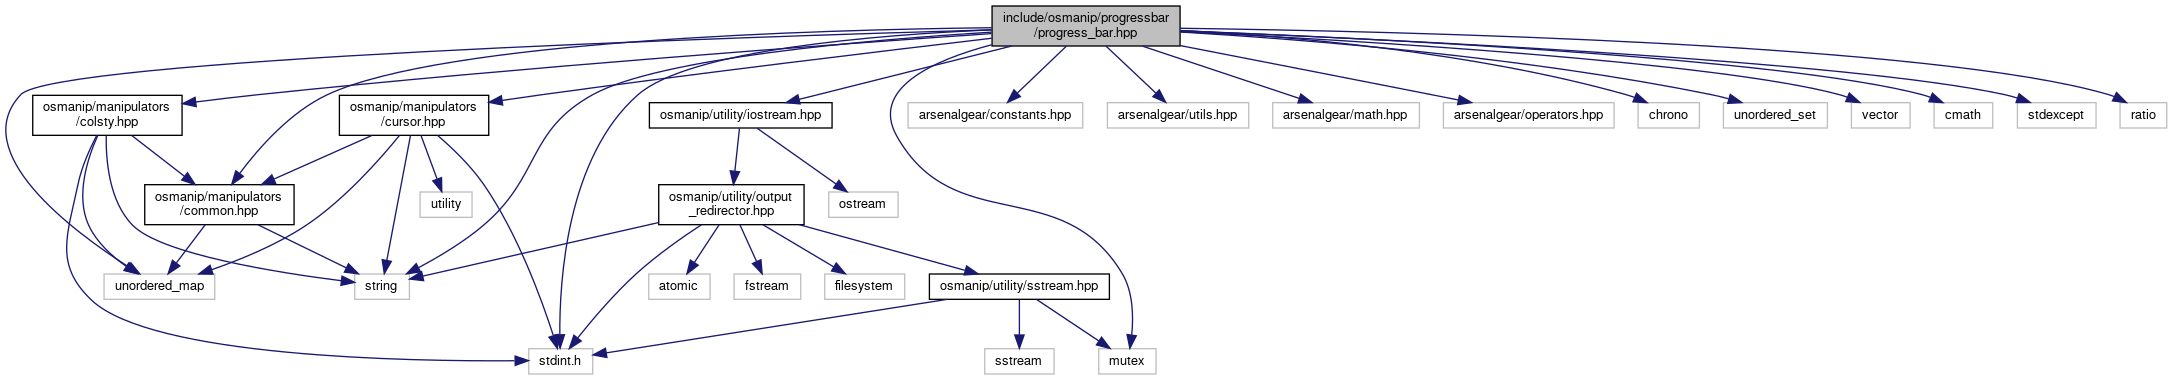 include/osmanip/progressbar
/progress_bar.hpp
osmanip/manipulators
/colsty.hpp
osmanip/manipulators
/cursor.hpp
osmanip/utility/iostream.hpp
arsenalgear/constants.hpp
arsenalgear/utils.hpp
arsenalgear/math.hpp
arsenalgear/operators.hpp
chrono
unordered_set
vector
cmath
stdexcept
ratio
osmanip/manipulators
/common.hpp
utility
osmanip/utility/output
_redirector.hpp
ostream
unordered_map
string
atomic
fstream
filesystem
osmanip/utility/sstream.hpp
stdint.h
sstream
mutex